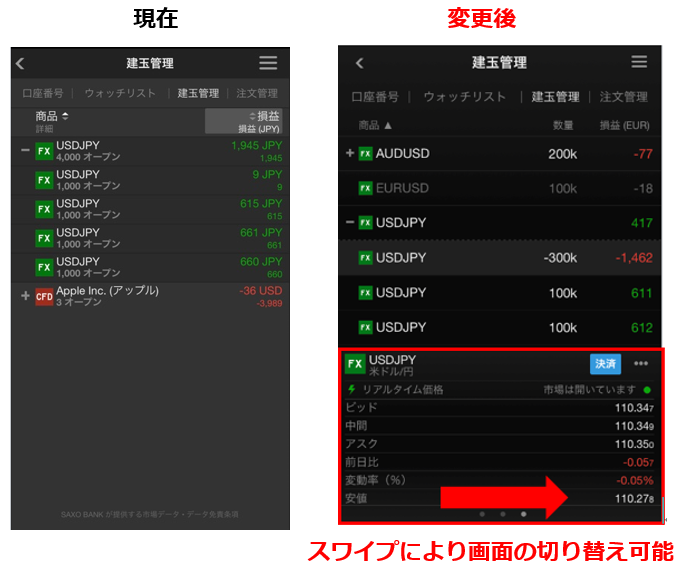 現在
変更後
建玉管理
口座番号 | ウォッチリスト | 建玉管理 | 注文管理
商品
損益
詳細
損益 (JPY)
FX USDJPY 1,945 JPY
4,000 オープン 1,945
FX USDJPY 9 JPY
1,000 オープン 9
FX USDJPY 615 JPY
1,000 オープン 615
FX USDJPY 661 JPY
1,000 オープン 661
FX USDJPY 660 JPY
1,000 オープン 660
CFD Apple Inc. (アップル) -36 USD
3 オープン -3,989
SAXO BANK が提供する市場データ・データ免責条項
建玉管理
口座番号 | ウォッチリスト | 建玉管理 | 注文管理
商品 ▲ 数量 損益 (EUR)
+ FX AUDUSD 200k -77
FX EURUSD 100k -18
− FX USDJPY 417
FX USDJPY -300k -1,462
FX USDJPY 100k 611
FX USDJPY 100k 612
FX USDJPY 決済 •••
米ドル/円
リアルタイム価格 市場は開いています
ビッド 110.347
中間 110.349
アスク 110.350
前日比 -0.057
変動率（%） -0.05%
安値 110.278
スワイプにより画面の切り替え可能